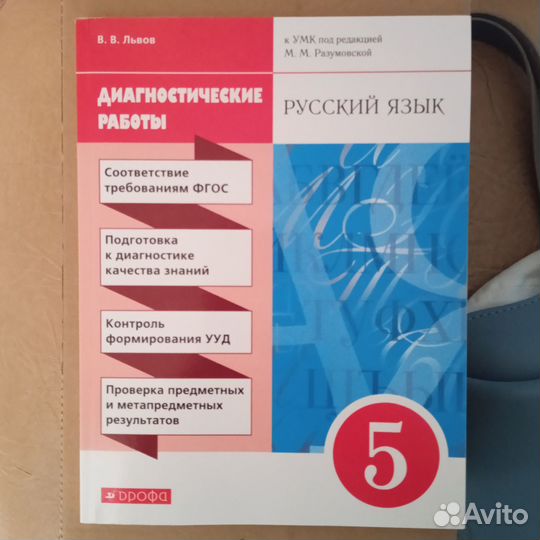 В. В. Львов
к УМК под редакцией
М. М. Разумовской
ДИАГНОСТИЧЕСКИЕ
РАБОТЫ
РУССКИЙ ЯЗЫК
Соответствие
требованиям ФГОС
Подготовка
к диагностике
качества знаний
Контроль
формирования УУД
Проверка предметных
и метапредметных
результатов
5
ДРОФА
Avito